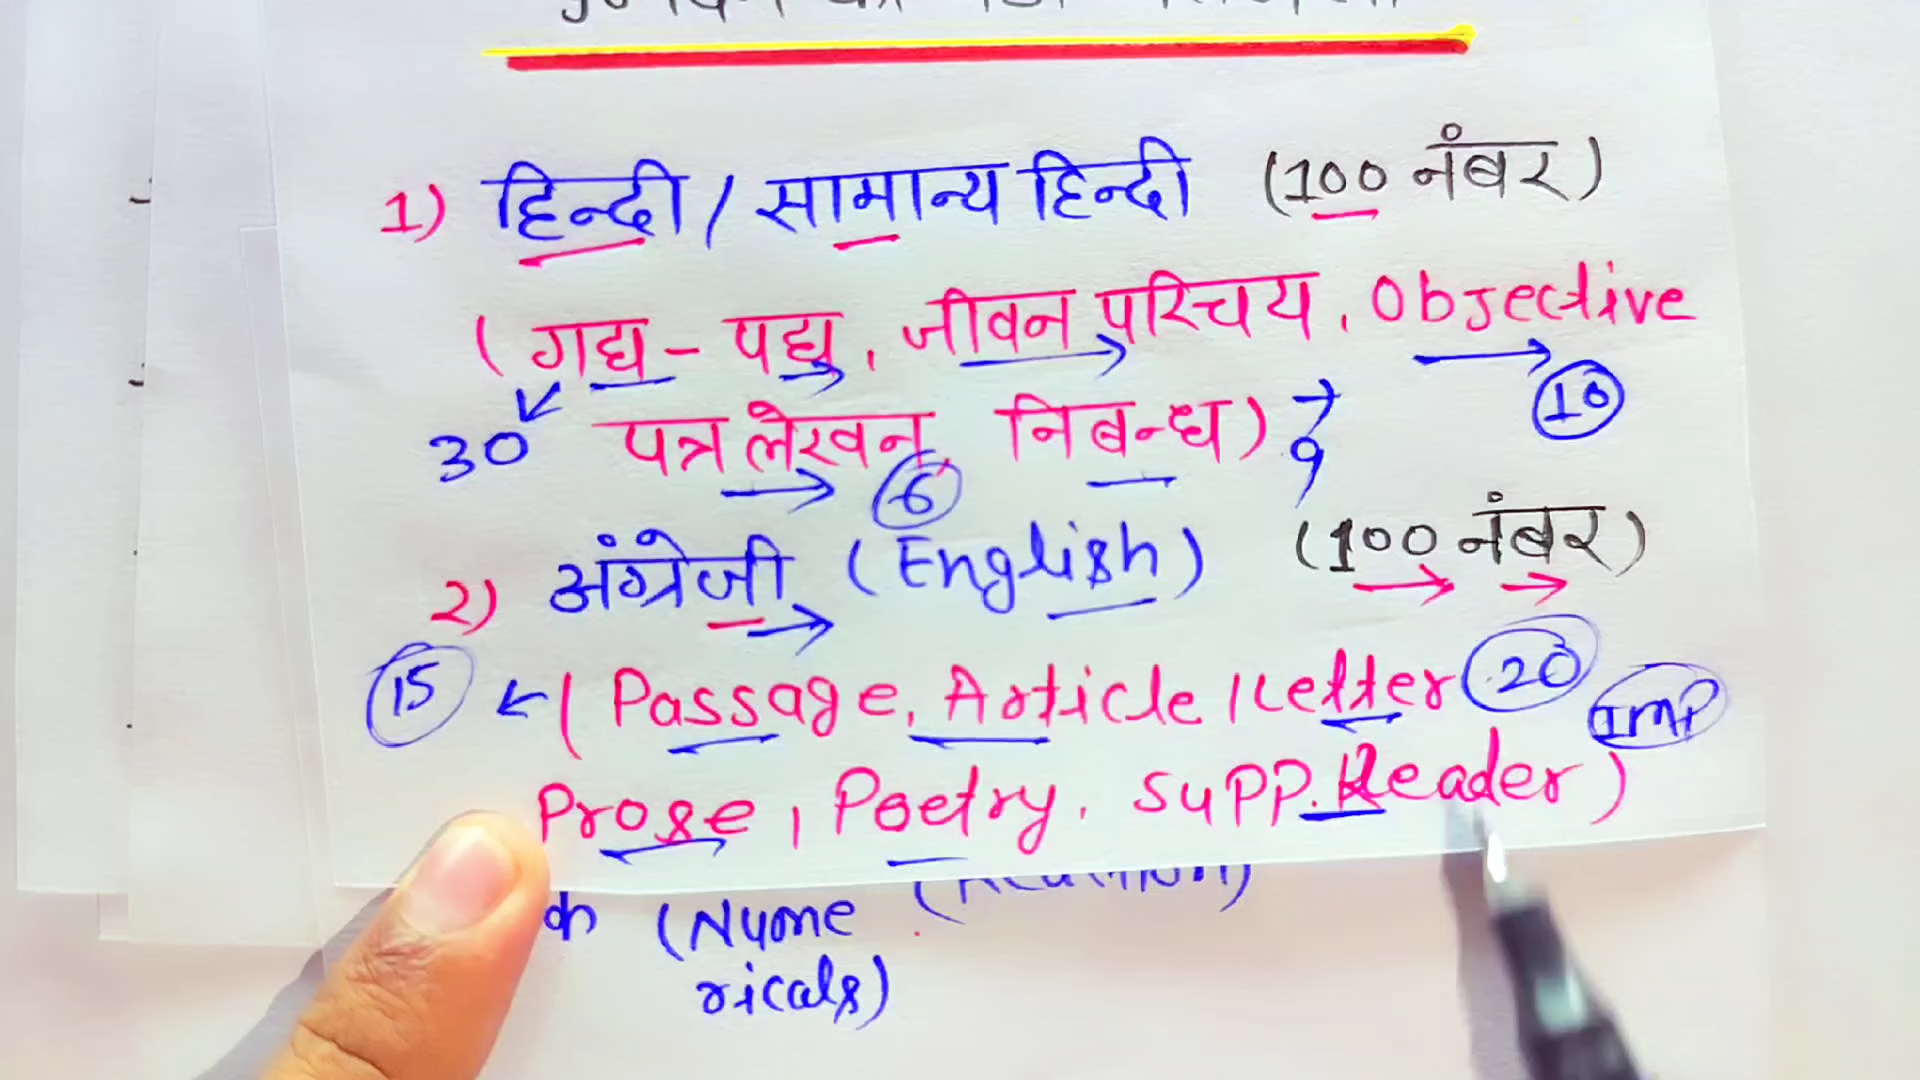 1) हिन्दी / सामान्य हिन्दी (100 नंबर)
(गद्य - पद्य, जीवन परिचय, Objective
10
30 पत्र लेखन, निबन्ध) → 9
6
2) अंग्रेजी (English) (100 नंबर)
15 ← (Passage, Article / Letter 20 IMP
Prose, Poetry, Supp. Reader)
(Nume
ricals)